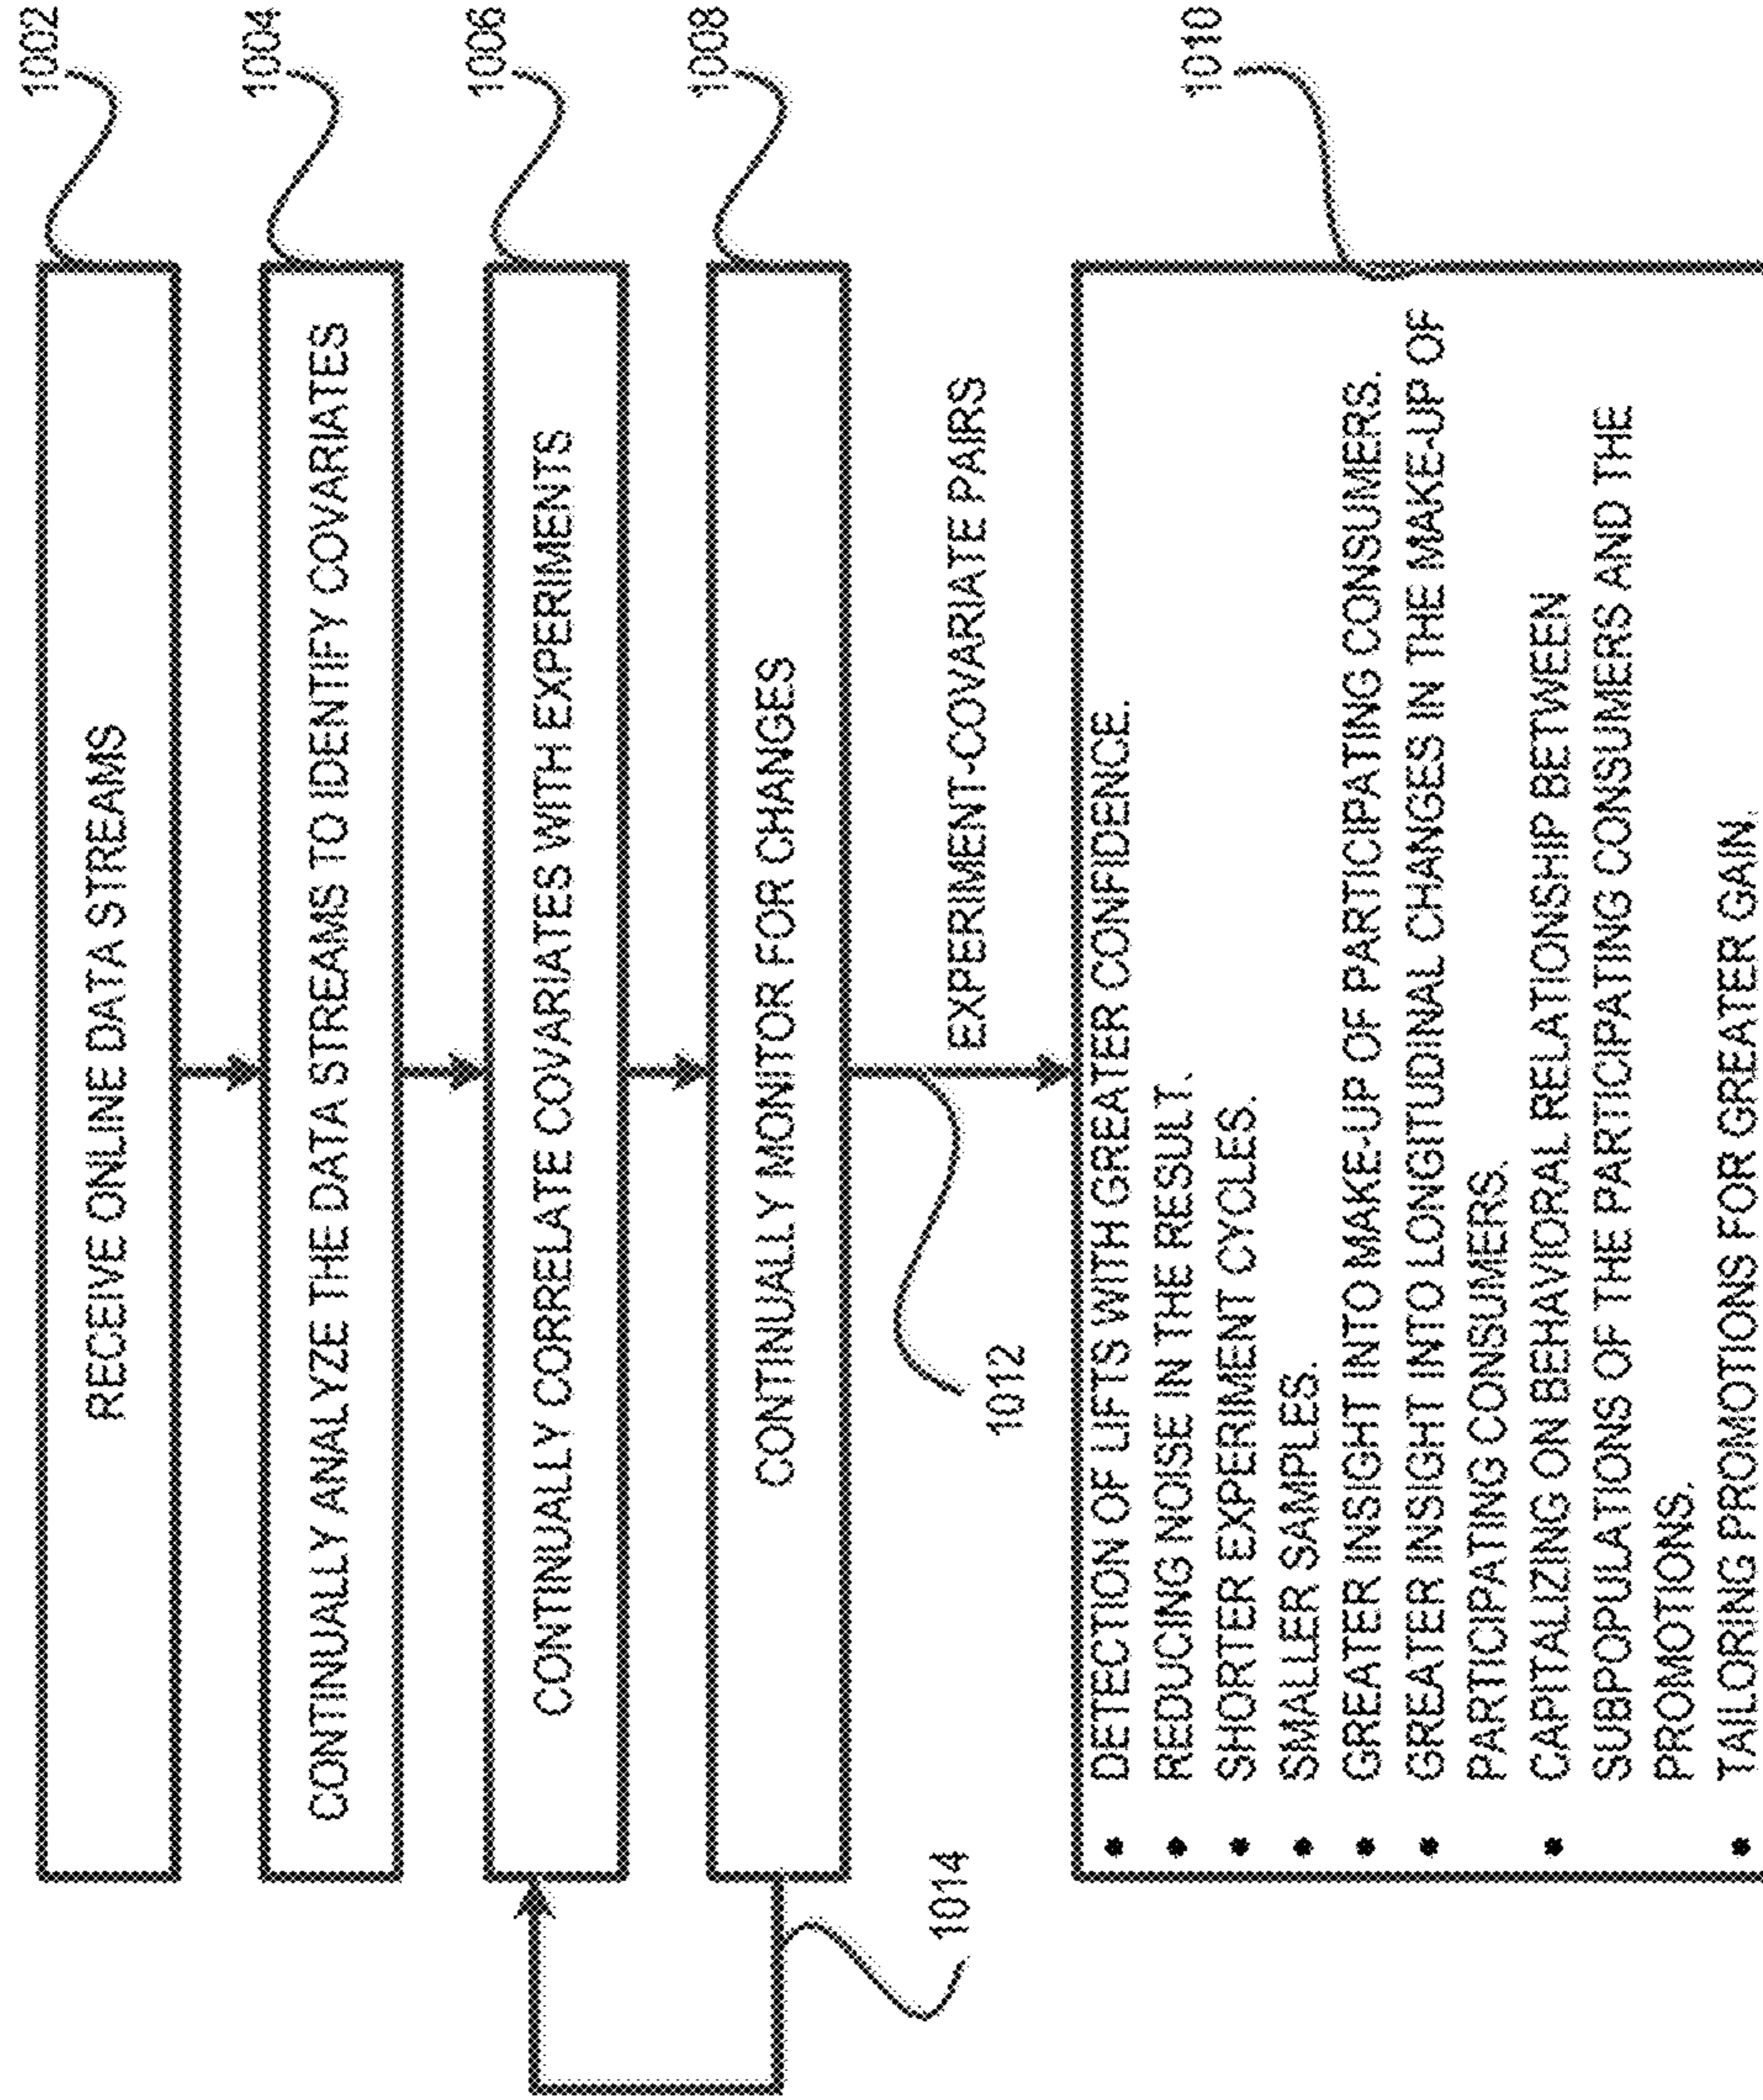 RECEIVE ONLINE DATA STREAMS
1002
CONTINUALLY ANALYZE THE DATA STREAMS TO IDENTIFY COVARIATES
1004
CONTINUALLY CORRELATE COVARIATES WITH EXPERIMENTS
1006
CONTINUALLY MONITOR FOR CHANGES
1008
1014
1012
EXPERIMENT-COVARIATE PAIRS
1010
• DETECTION OF LIFTS WITH GREATER CONFIDENCE.
• REDUCING NOISE IN THE RESULT.
• SHORTER EXPERIMENT CYCLES.
• SMALLER SAMPLES.
• GREATER INSIGHT INTO MAKE-UP OF PARTICIPATING CONSUMERS.
• GREATER INSIGHT INTO LONGITUDINAL CHANGES IN THE MAKE-UP OF
PARTICIPATING CONSUMERS.
• CAPITALIZING ON BEHAVIORAL RELATIONSHIP BETWEEN
SUBPOPULATIONS OF THE PARTICIPATING CONSUMERS AND THE
PROMOTIONS.
• TAILORING PROMOTIONS FOR GREATER GAIN.